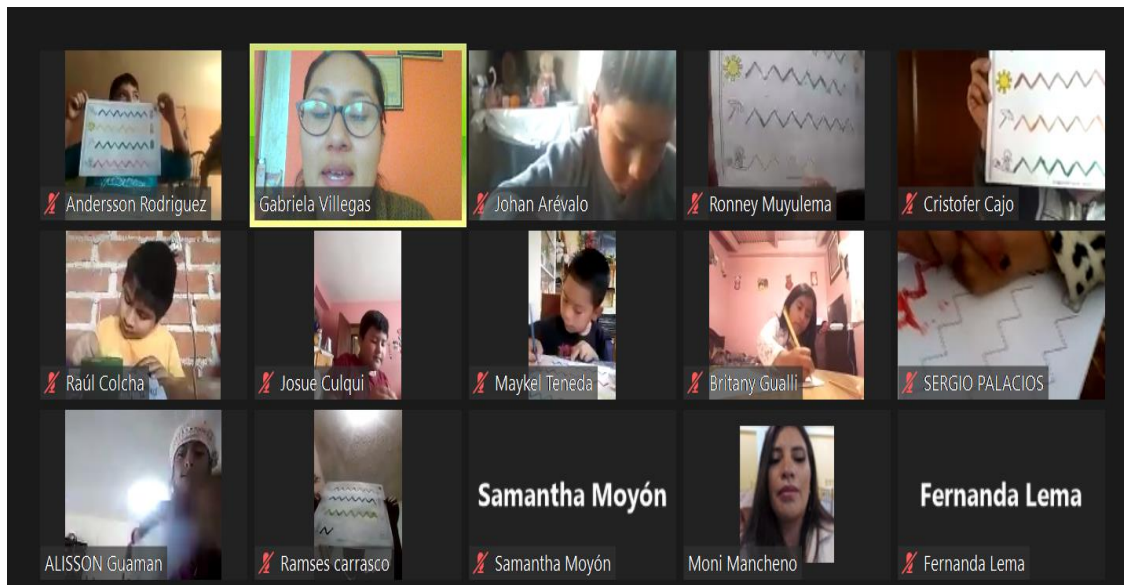 Andersson Rodriguez
Gabriela Villegas
Johan Arévalo
Ronney Muyulema
Cristofer Cajo
Raúl Colcha
Josue Culqui
Maykel Teneda
Britany Gualli
SERGIO PALACIOS
Samantha Moyón
Fernanda Lema
ALISSON Guaman
Ramses carrasco
Samantha Moyón
Moni Mancheno
Fernanda Lema